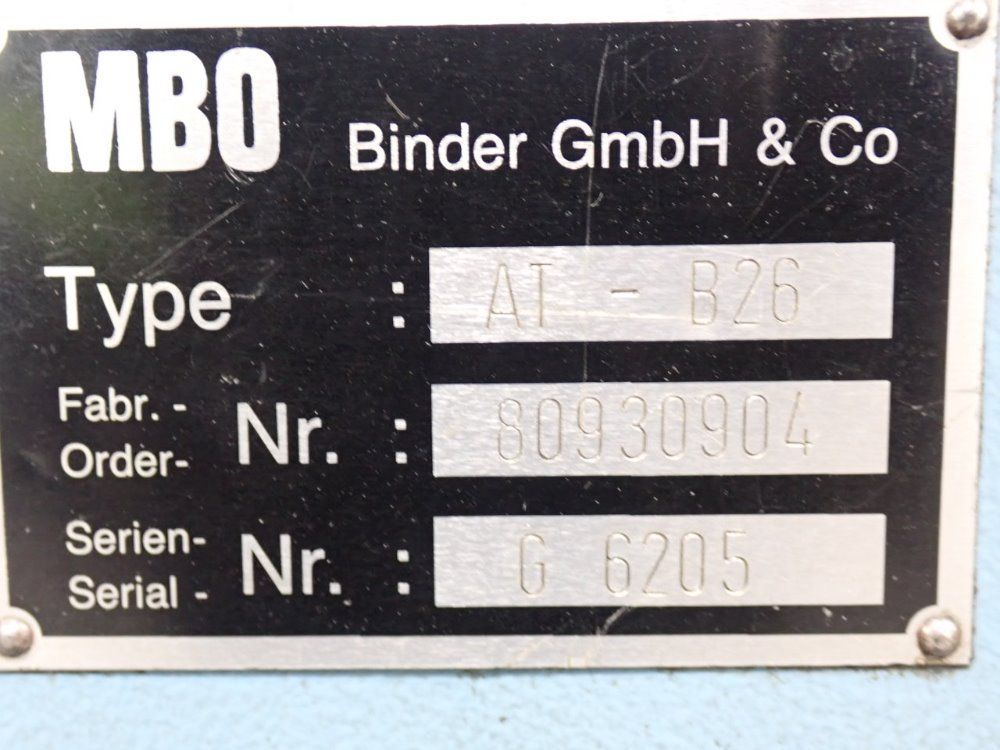 MBO Binder GmbH & Co
Type : AT - B26
Fabr. -
Order- Nr. : 80930904
Serien-
Serial - Nr. : G 6205